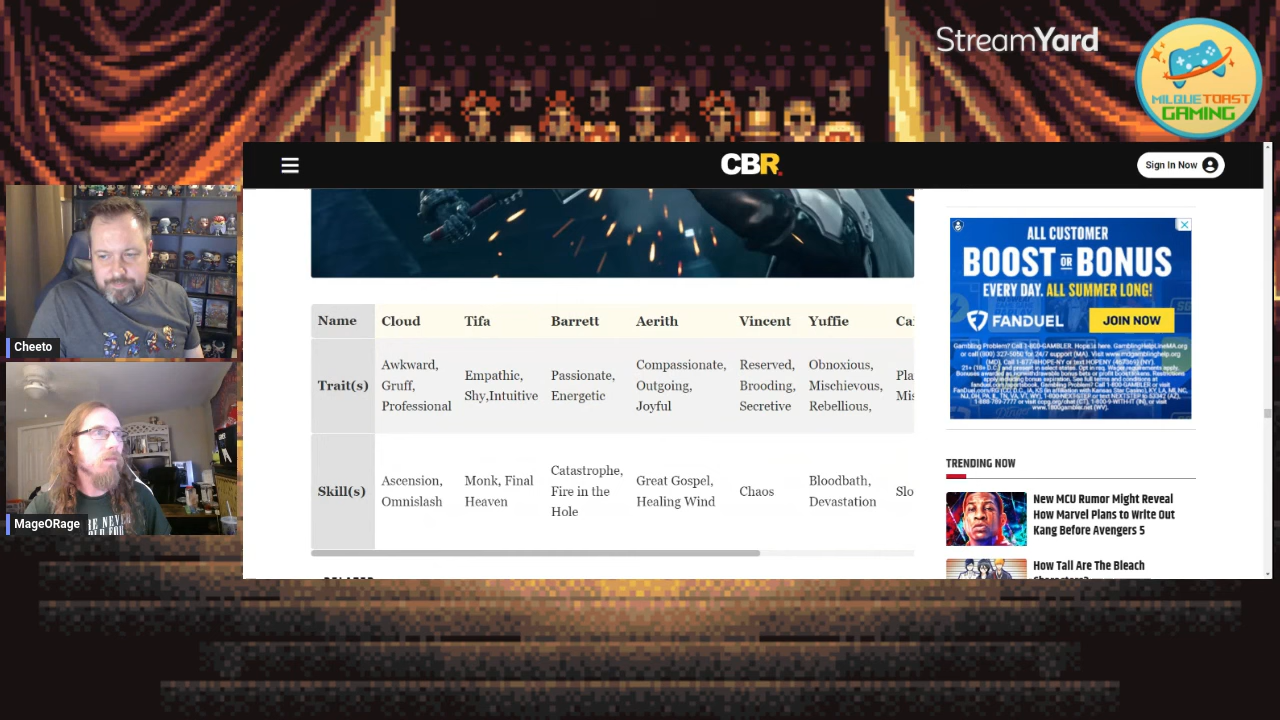 StreamYard
MILQUETOAST
GAMING
CBR
Sign In Now
Cheeto
MageORage
Name Cloud Tifa Barrett Aerith Vincent Yuffie
Trait(s)
Awkward,
Gruff,
Professional
Empathic,
Shy,Intuitive
Passionate,
Energetic
Compassionate,
Outgoing,
Joyful
Reserved,
Brooding,
Secretive
Obnoxious,
Mischievous,
Rebellious,
Skill(s)
Ascension,
Omnislash
Monk, Final
Heaven
Catastrophe,
Fire in the
Hole
Great Gospel,
Healing Wind
Chaos
Bloodbath,
Devastation
Slo
ALL CUSTOMER
BOOST OR BONUS
EVERY DAY. ALL SUMMER LONG!
FANDUEL
JOIN NOW
TRENDING NOW
New MCU Rumor Might Reveal
How Marvel Plans to Write Out
Kang Before Avengers 5
How Tall Are The Bleach